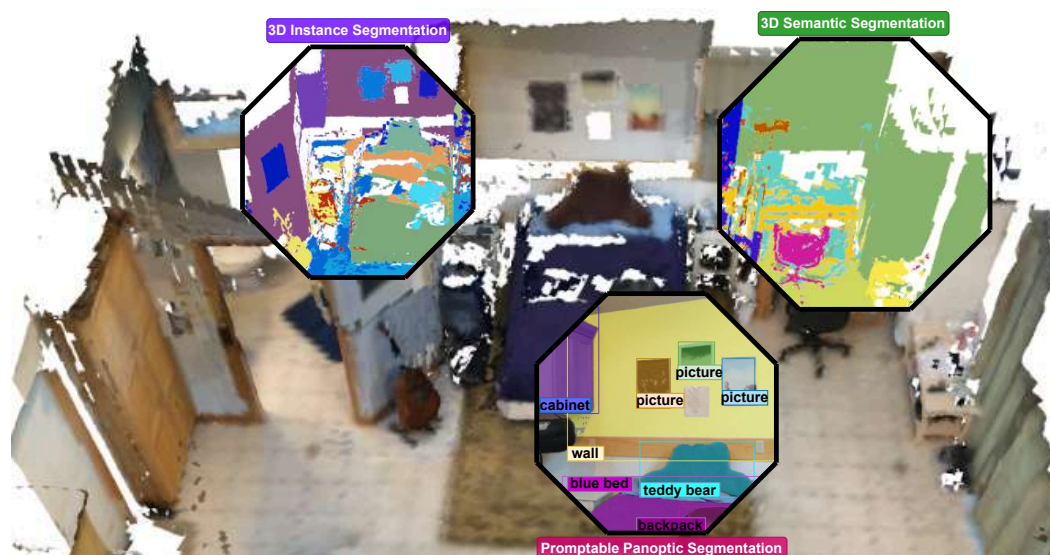 3D Instance Segmentation
3D Semantic Segmentation
picture
picture
picture
cabinet
wall
blue bed
teddy bear
backpack
Promptable Panoptic Segmentation